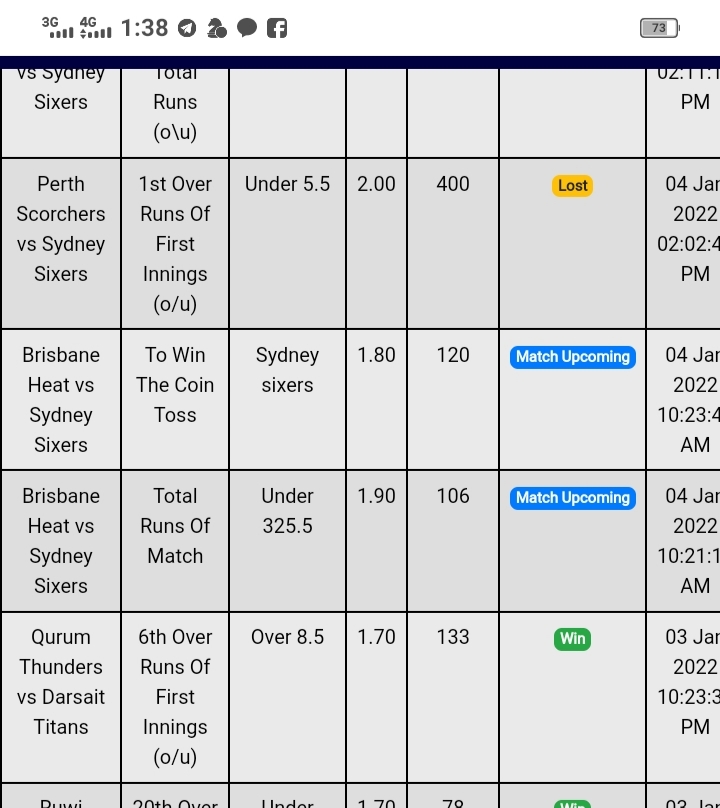 3G 4G 1:38 73
vs Sydney Total 02:11:1
Sixers Runs PM
(o\u)
Perth 1st Over Under 5.5 2.00 400 Lost 04 Jan
Scorchers Runs Of 2022
vs Sydney First 02:02:4
Sixers Innings PM
(o/u)
Brisbane To Win Sydney 1.80 120 Match Upcoming 04 Jan
Heat vs The Coin sixers 2022
Sydney Toss 10:23:4
Sixers AM
Brisbane Total Under 1.90 106 Match Upcoming 04 Jan
Heat vs Runs Of 325.5 2022
Sydney Match 10:21:1
Sixers AM
Qurum 6th Over Over 8.5 1.70 133 Win 03 Jan
Thunders Runs Of 2022
vs Darsait First 10:23:3
Titans Innings PM
(o/u)
Ruwi 20th Over Under 1.70 78 Win 03 Jan